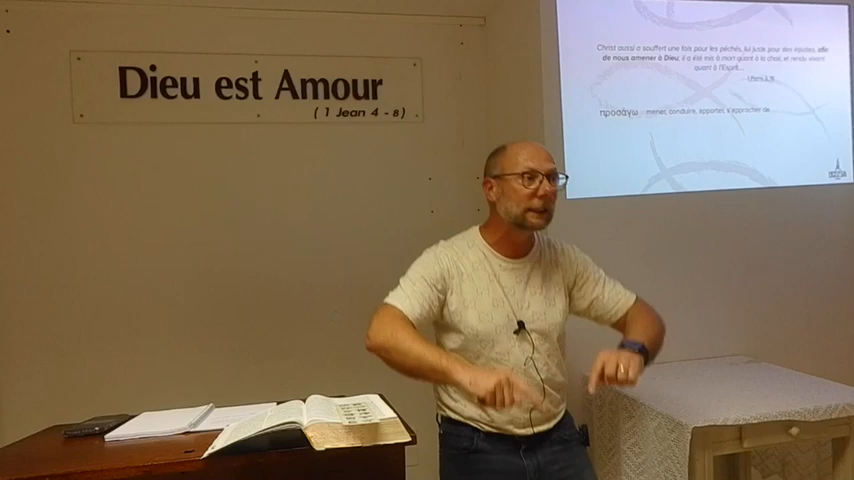 Dieu est Amour
(1 Jean 4 - 8)
Christ aussi a souffert une fois pour les péchés, lui juste pour des injustes, afin
de nous amener à Dieu; il a été mis à mort quant à la chair, et rendu vivant
quant à l'Esprit...
προσάγω mener, conduire, apporter, s'approcher de